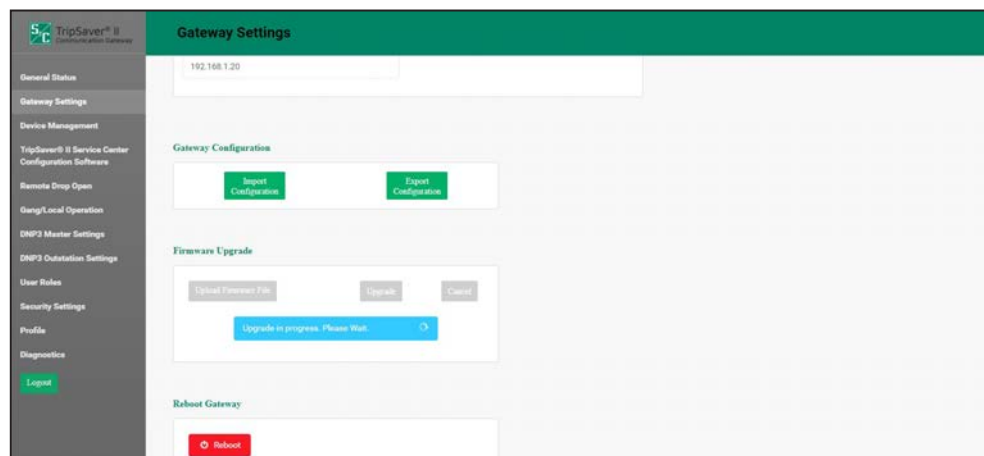 S/C TripSaver® II
Communication Gateway
Gateway Settings
General Status
Gateway Settings
Device Management
TripSaver® II Service Center
Configuration Software
Remote Drop Open
Gang/Local Operation
DNP3 Master Settings
DNP3 Outstation Settings
User Roles
Security Settings
Profile
Diagnostics
Logout
192.168.1.20
Gateway Configuration
Import
Configuration
Export
Configuration
Firmware Upgrade
Upload Firmware File
Upgrade
Cancel
Upgrade in progress. Please Wait.
Reboot Gateway
Reboot